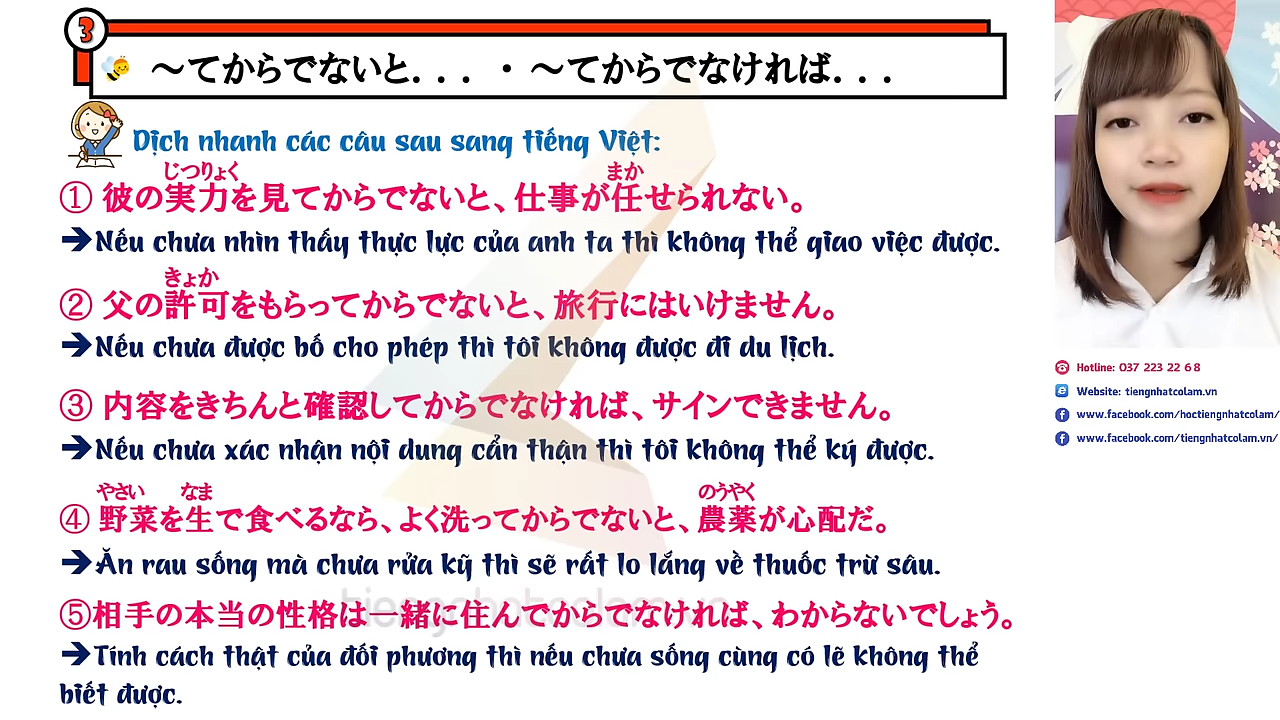 3
～てからでないと．．． ・ ～てからでなければ．．．
Dịch nhanh các câu sau sang tiếng Việt:
じつりょく まか
① 彼の実力を見てからでないと、仕事が任せられない。
➔Nếu chưa nhìn thấy thực lực của anh ta thì không thể giao việc được.
きょか
② 父の許可をもらってからでないと、旅行にはいけません。
➔Nếu chưa được bố cho phép thì tôi không được đi du lịch.
③ 内容をきちんと確認してからでなければ、サインできません。
➔Nếu chưa xác nhận nội dung cẩn thận thì tôi không thể ký được.
やさい なま のうやく
④ 野菜を生で食べるなら、よく洗ってからでないと、農薬が心配だ。
➔Ăn rau sống mà chưa rửa kỹ thì sẽ rất lo lắng về thuốc trừ sâu.
⑤相手の本当の性格は一緒に住んでからでなければ、わからないでしょう。
➔Tính cách thật của đối phương thì nếu chưa sống cùng có lẽ không thể
biết được.
tiengnhatcolam.vn
Hotline: 037 223 22 68
Website: tiengnhatcolam.vn
www.facebook.com/hoctiengnhatcolam/
www.facebook.com/tiengnhatcolam.vn/